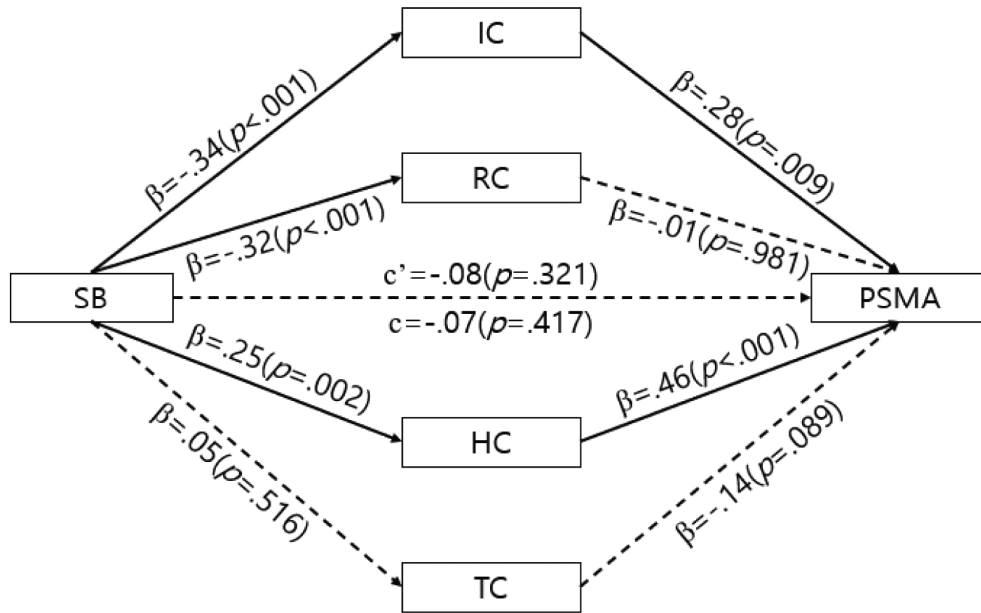 IC
β=-.34(p<.001)
β=.28(p=.009)
RC
β=-.32(p<.001)
β=-.01(p=.981)
SB
c’=-.08(p=.321)
c=-.07(p=.417)
PSMA
β=.25(p=.002)
β=.46(p<.001)
HC
β=.05(p=.516)
β=-.14(p=.089)
TC